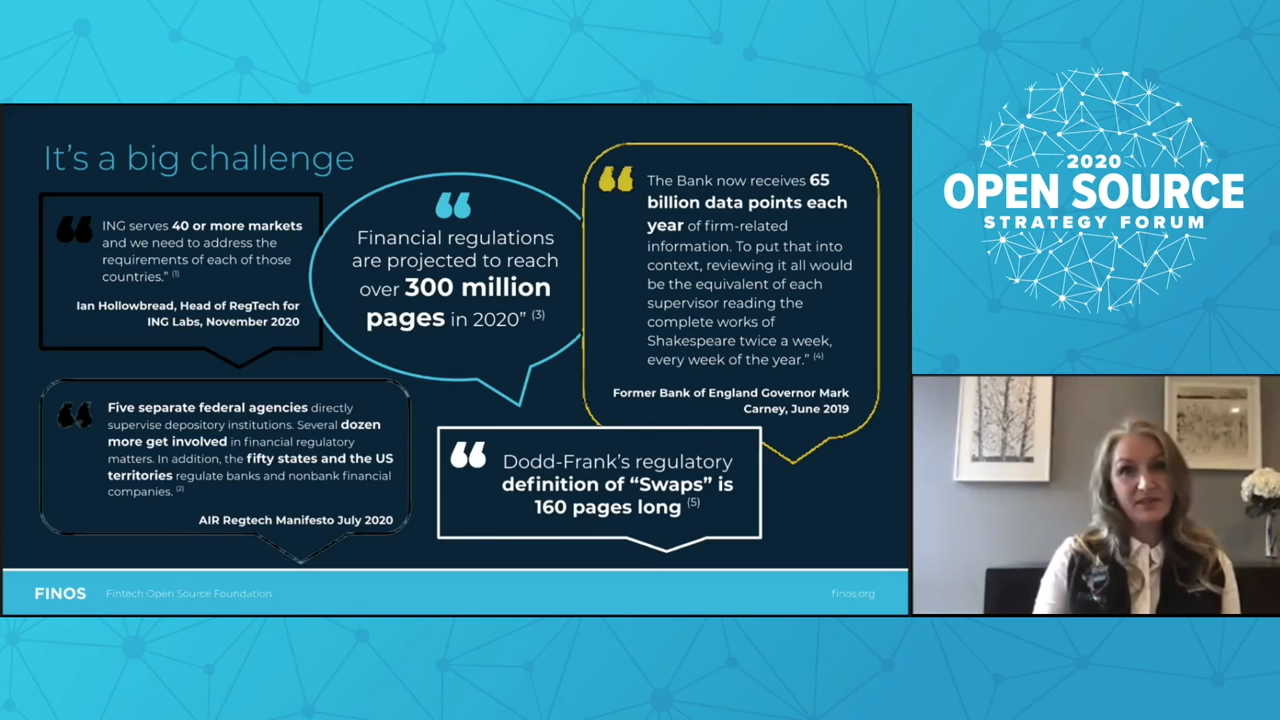 It's a big challenge
ING serves 40 or more markets
and we need to address the
requirements of each of those
countries." (1)
Ian Hollowbread, Head of RegTech for
ING Labs, November 2020
“
Financial regulations
are projected to reach
over 300 million
pages in 2020” (3)
“
The Bank now receives 65
billion data points each
year of firm-related
information. To put that into
context, reviewing it all would
be the equivalent of each
supervisor reading the
complete works of
Shakespeare twice a week,
every week of the year.” (4)
Former Bank of England Governor Mark
Carney, June 2019
“
Five separate federal agencies directly
supervise depository institutions. Several dozen
more get involved in financial regulatory
matters. In addition, the fifty states and the US
territories regulate banks and nonbank financial
companies. (2)
AIR Regtech Manifesto July 2020
“
Dodd-Frank's regulatory
definition of “Swaps” is
160 pages long (5)
FINOS Fintech Open Source Foundation
finos.org
2020
OPEN SOURCE
STRATEGY FORUM